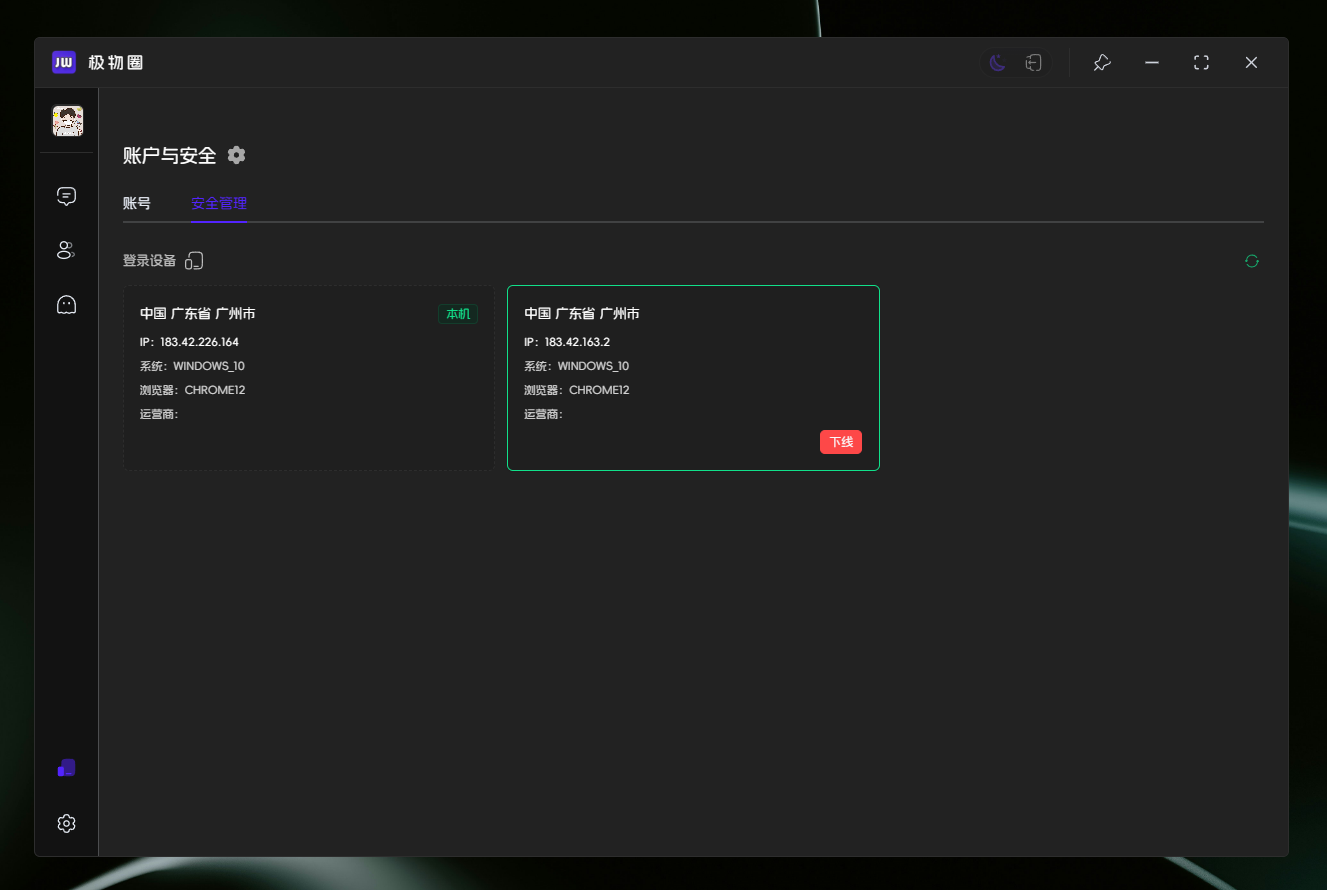 JW 极物圈
账户与安全
账号 安全管理
登录设备
中国 广东省 广州市 本机
IP: 183.42.226.164
系统: WINDOWS_10
浏览器: CHROME12
运营商:
中国 广东省 广州市
IP: 183.42.163.2
系统: WINDOWS_10
浏览器: CHROME12
运营商:
下线